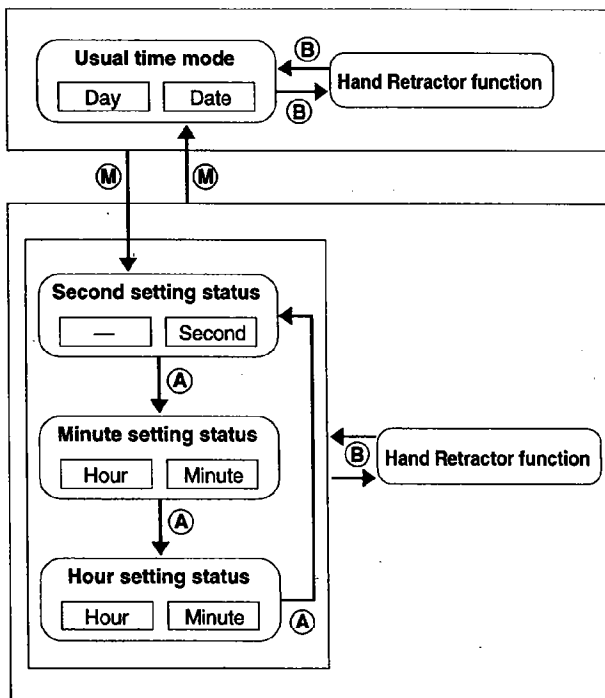 Usual time mode
Day Date
B
Hand Retractor function
B
M M
Second setting status
— Second
A
Minute setting status
Hour Minute
B
Hand Retractor function
A
Hour setting status
Hour Minute
A